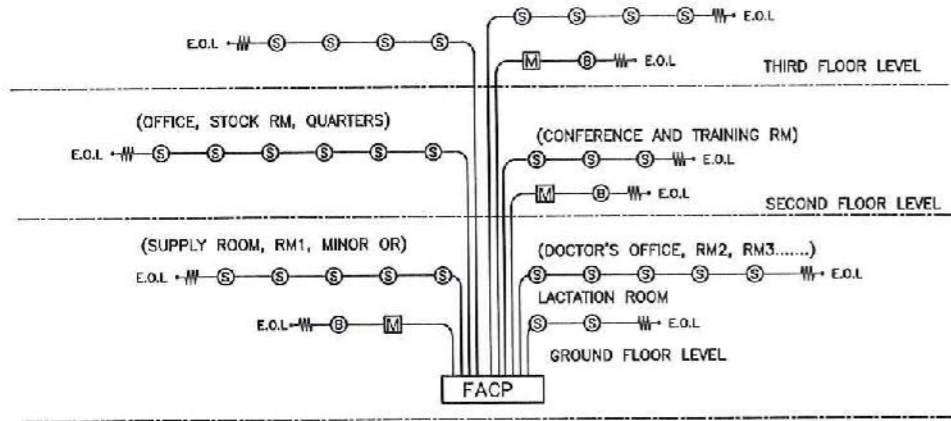 S S S S E.O.L
E.O.L S S S S
M B E.O.L
THIRD FLOOR LEVEL
(OFFICE, STOCK RM, QUARTERS)
(CONFERENCE AND TRAINING RM)
E.O.L S S S S S S
S S S E.O.L
M B E.O.L
SECOND FLOOR LEVEL
(SUPPLY ROOM, RM1, MINOR OR)
(DOCTOR'S OFFICE, RM2, RM3.......)
E.O.L S S S S S
S S S S S E.O.L
LACTATION ROOM
E.O.L B M
S S E.O.L
GROUND FLOOR LEVEL
FACP